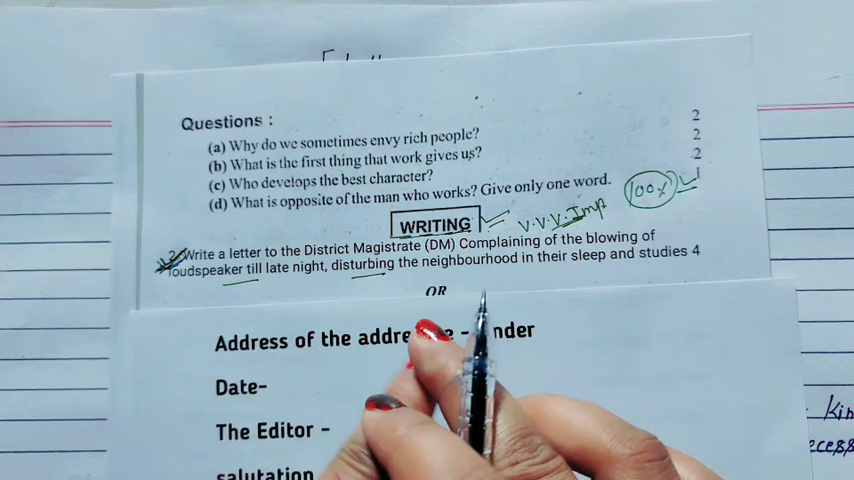 Questions :
(a) Why do we sometimes envy rich people? 2
(b) What is the first thing that work gives us? 2
(c) Who develops the best character? 2
(d) What is opposite of the man who works? Give only one word. 1
100%
WRITING
V.V.V.Imp
2. Write a letter to the District Magistrate (DM) Complaining of the blowing of
loudspeaker till late night, disturbing the neighbourhood in their sleep and studies 4
OR
Address of the addre
Date-
The Editor -
salutation
Kin
ecess